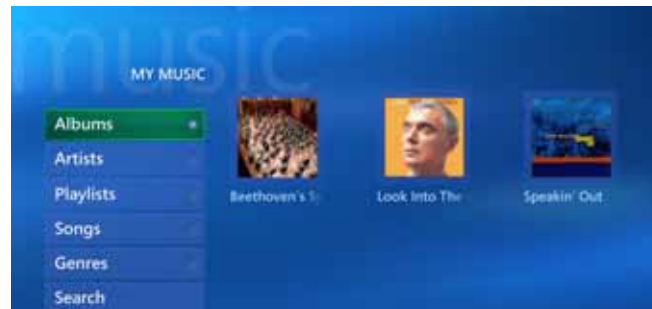 music
MY MUSIC
Albums
Artists
Playlists
Songs
Genres
Search
Beethoven's
Look Into The
Speakin' Out